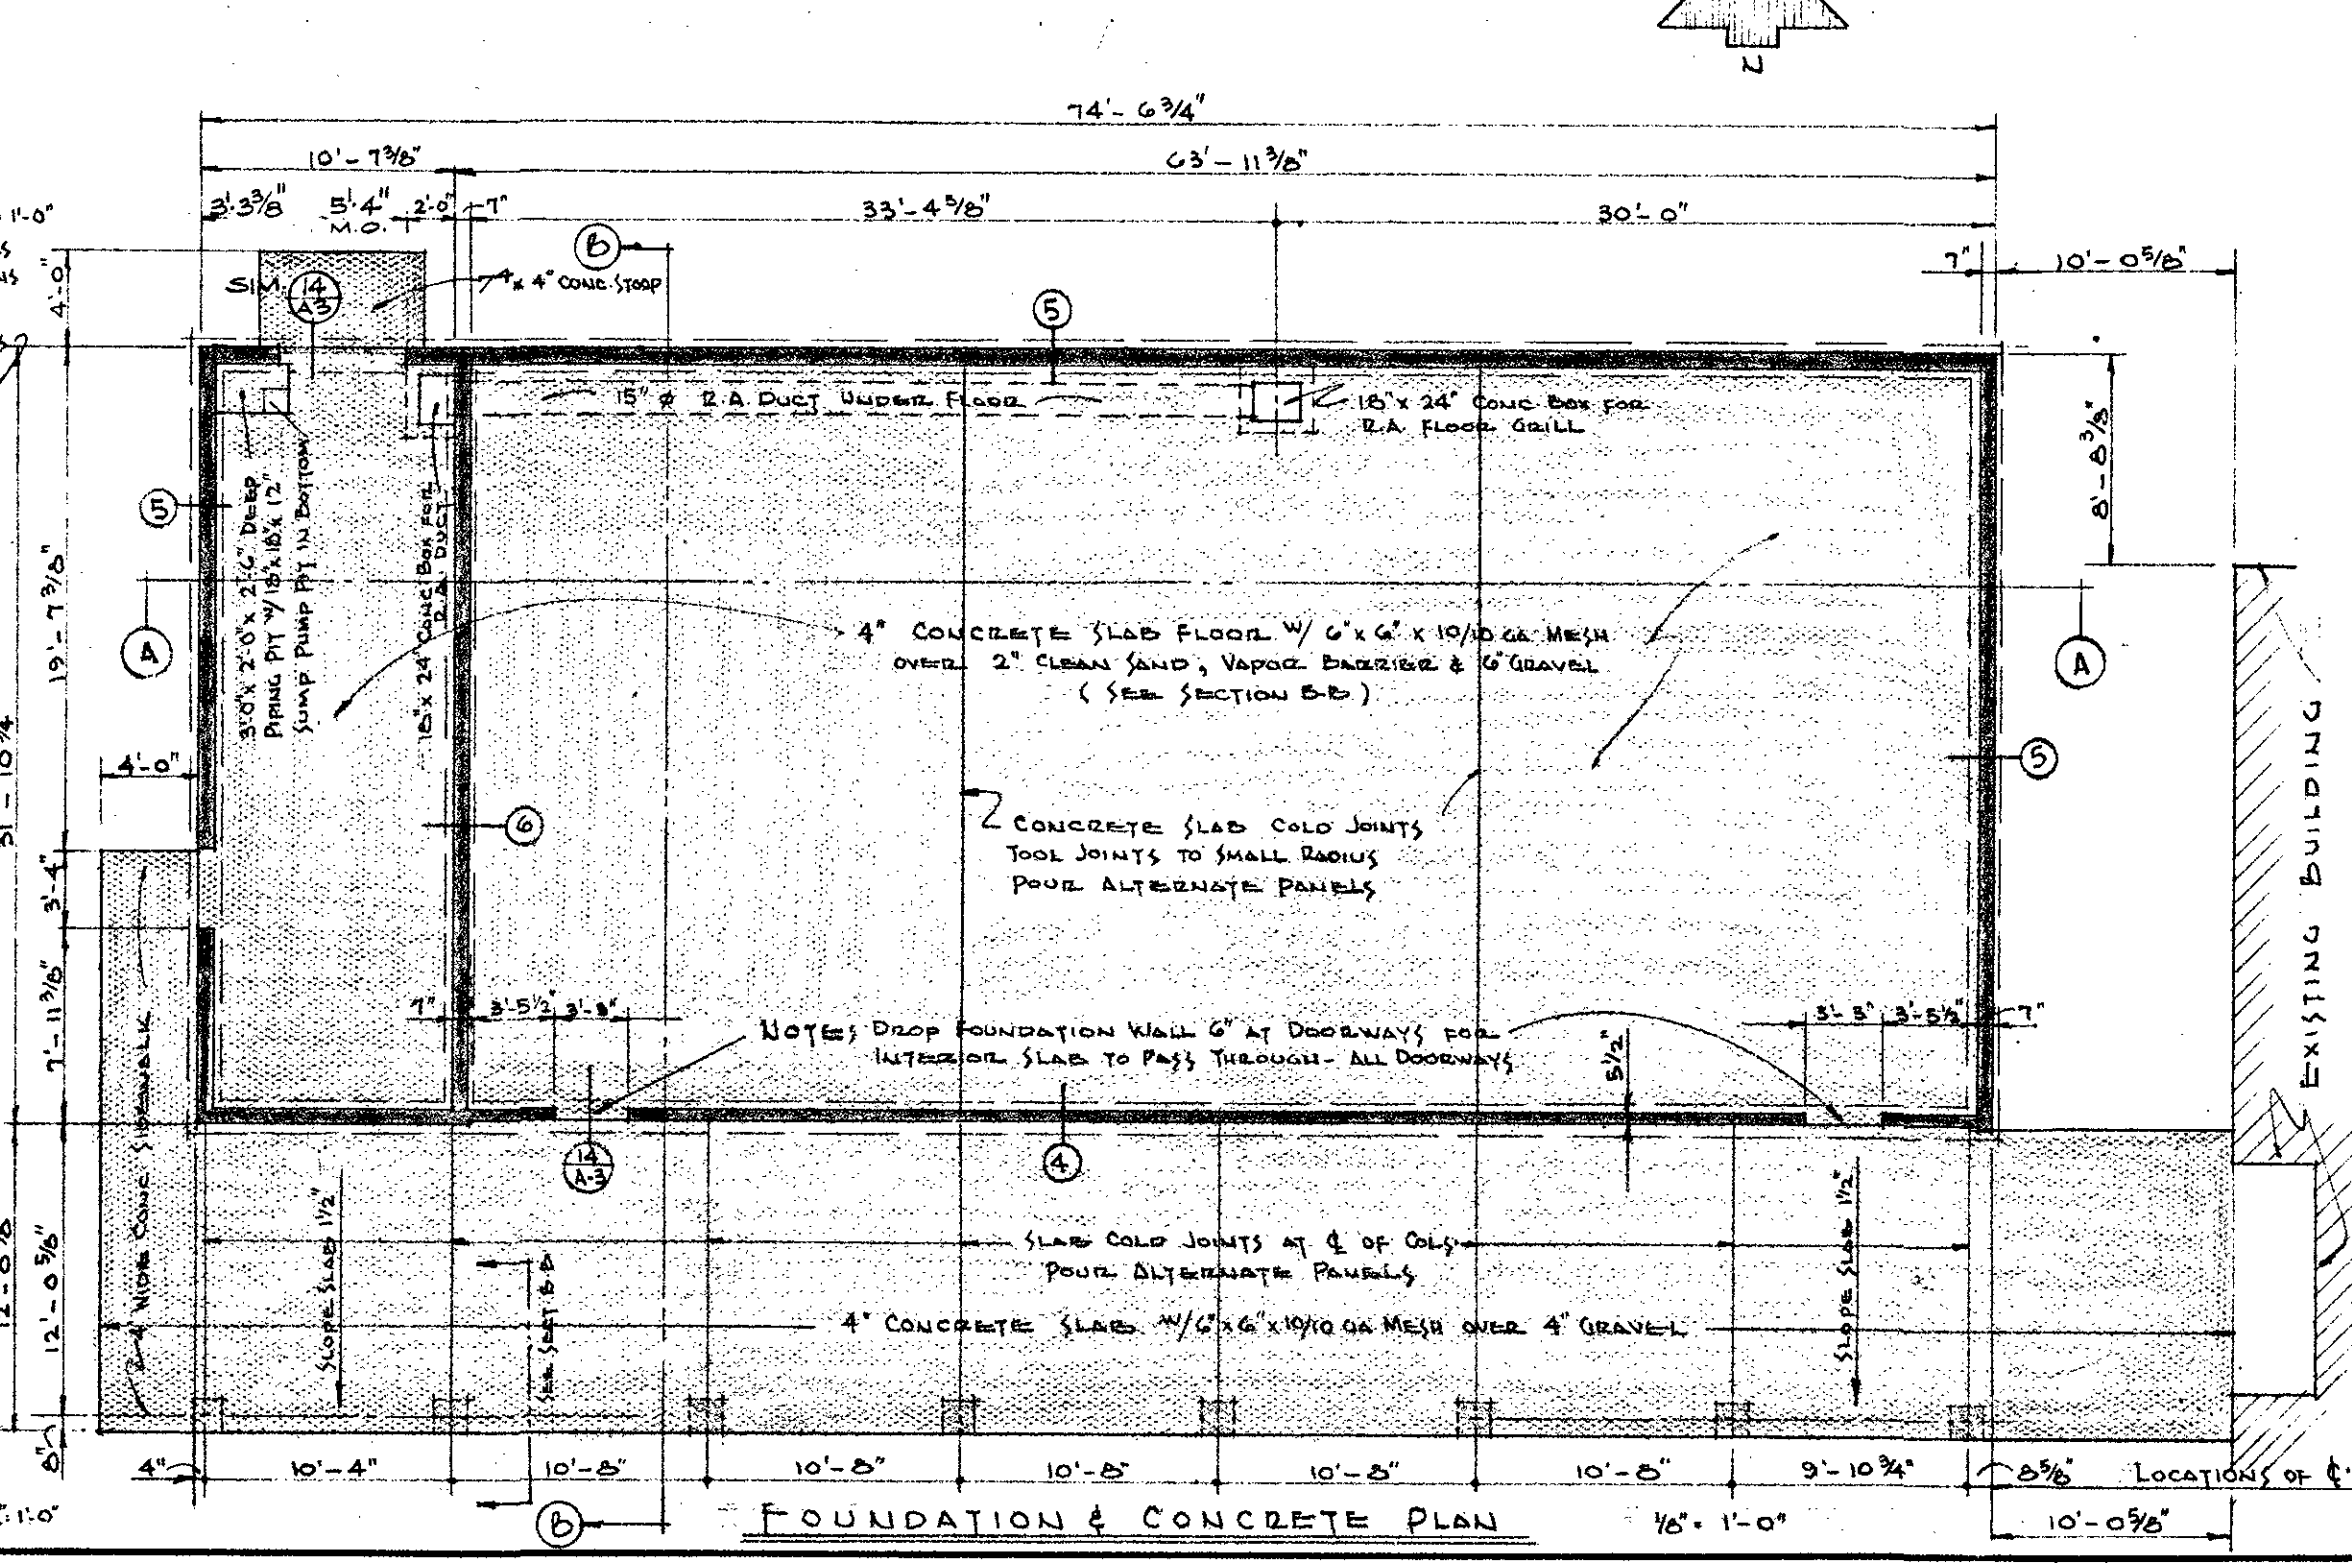 N
74'- 6 3/4"
10'- 7 3/8"
63'- 11 3/8"
3'.3 3/8"
5'.4"
M.O.
2'.0"
7"
33'- 4 5/8"
30'- 0"
1'-0"
4'-0"
SIM.
14
A-3
4" CONC. STOOP
B
5
7"
10'- 0 5/8"
15" ⌀ R.A. DUCT UNDER FLOOR
18" x 24" CONC BOX FOR
R.A. FLOOR GRILL
8'- 8 3/8"
5
3'0" x 2'-0" x 2'-6" DEEP
PIPING PIT W/ 18" x 18" x 12"
SUMP PUMP PIT IN BOTTOM
18" x 24" CONC BOX FOR
R.A. DUCT
19'- 7 3/8"
A
4" CONCRETE SLAB FLOOR W/ 6" x 6" x 10/10 GA MESH
OVER 2" CLEAN SAND, VAPOR BARRIER & 6" GRAVEL
( SEE SECTION B-B )
A
4'-0"
5
EXISTING BUILDING
6
CONCRETE SLAB COLD JOINTS
TOOL JOINTS TO SMALL RADIUS
POUR ALTERNATE PANELS
3'-4"
7'- 11 3/8"
7"
3'-5 1/2"
3'-3"
NOTE; DROP FOUNDATION WALL 6" AT DOORWAYS FOR
INTERIOR SLAB TO PASS THROUGH - ALL DOORWAYS
5 1/2"
3'-3"
3'-5 1/2"
7"
14
A-3
4
4' WIDE CONC SIDEWALK
SLOPE SLAB 1 1/2"
SEE SECT. B-B
SLAB COLD JOINTS AT ℄ OF COLS
POUR ALTERNATE PANELS
SLOPE SLAB 1 1/2"
4" CONCRETE SLAB W/ 6" x 6" x 10/10 GA MESH OVER 4" GRAVEL
12'- 0 5/8"
8"
4"
10'- 4"
10'- 8"
10'- 8"
10'- 8"
10'- 8"
10'- 8"
9'- 10 3/4"
8 5/8"
LOCATIONS OF ℄
B
FOUNDATION & CONCRETE PLAN
1/8" = 1'-0"
10'- 0 5/8"